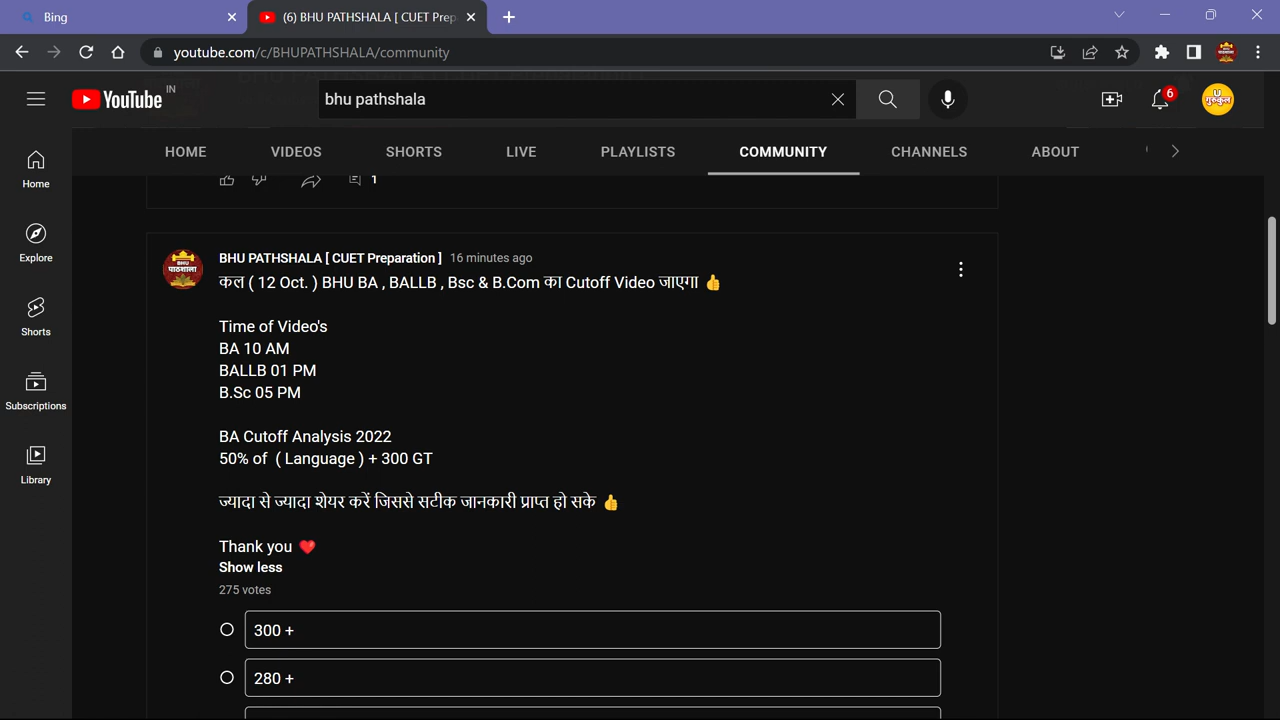 Bing
(6) BHU PATHSHALA [ CUET Prep
youtube.com/c/BHUPATHSHALA/community
YouTube IN
bhu pathshala
6
गुरुकुल
HOME VIDEOS SHORTS LIVE PLAYLISTS COMMUNITY CHANNELS ABOUT
Home
Explore
Shorts
Subscriptions
Library
1
BHU PATHSHALA [ CUET Preparation ] 16 minutes ago
BHU
पाठशाला
कल ( 12 Oct. ) BHU BA , BALLB , Bsc & B.Com का Cutoff Video जाएगा 👍
Time of Video's
BA 10 AM
BALLB 01 PM
B.Sc 05 PM
BA Cutoff Analysis 2022
50% of ( Language ) + 300 GT
ज्यादा से ज्यादा शेयर करें जिससे सटीक जानकारी प्राप्त हो सके 👍
Thank you ❤️
Show less
275 votes
300 +
280 +